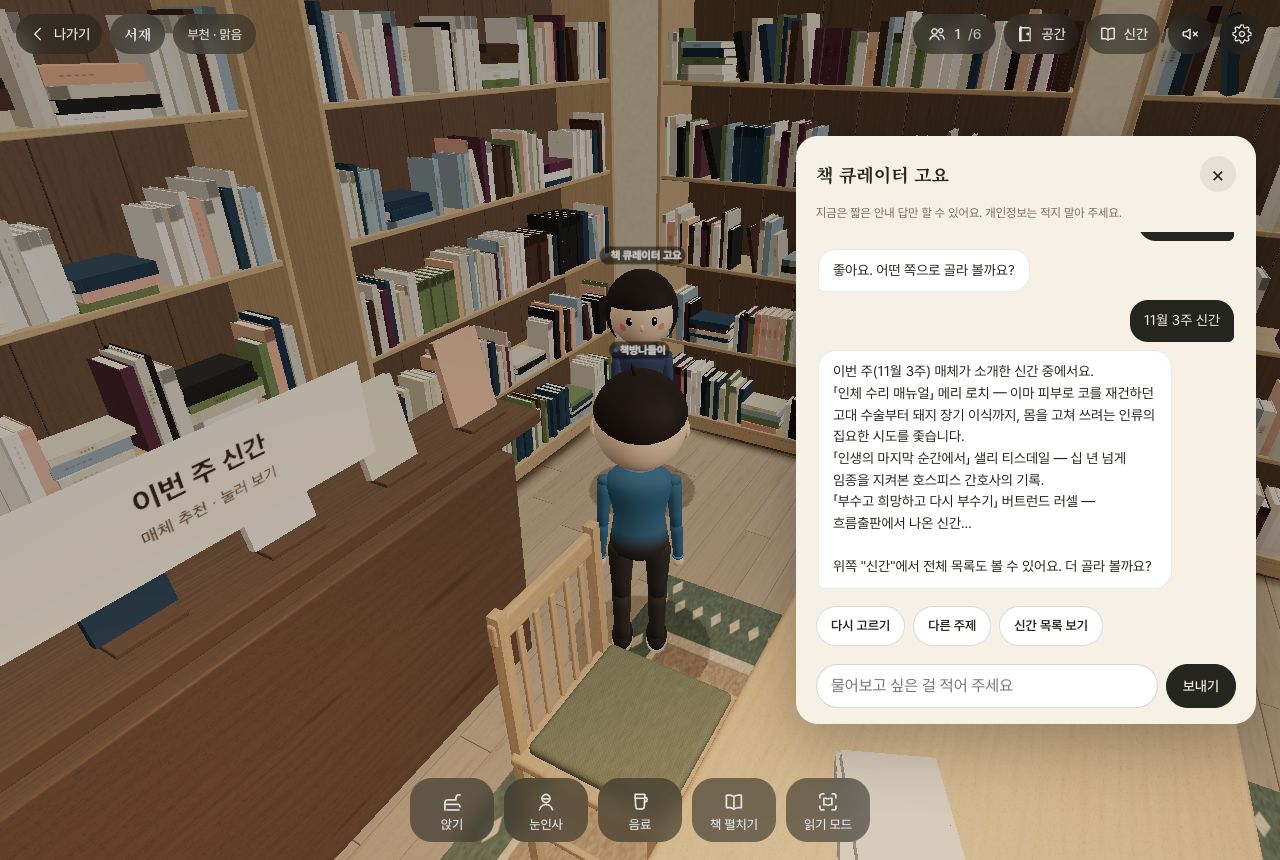 나가기
서재
부천 · 맑음
1 /6
공간
신간
책 큐레이터 고요
지금은 짧은 안내 답만 할 수 있어요. 개인정보는 적지 말아 주세요.
좋아요. 어떤 쪽으로 골라 볼까요?
11월 3주 신간
이번 주(11월 3주) 매체가 소개한 신간 중에서요.
「인체 수리 매뉴얼」 메리 로치 — 이마 피부로 코를 재건하던
고대 수술부터 돼지 장기 이식까지, 몸을 고쳐 쓰려는 인류의
집요한 시도를 좇습니다.
「인생의 마지막 순간에서」 샐리 티스데일 — 십 년 넘게
임종을 지켜본 호스피스 간호사의 기록.
「부수고 희망하고 다시 부수기」 버트런드 러셀 —
흐름출판에서 나온 신간…
위쪽 "신간"에서 전체 목록도 볼 수 있어요. 더 골라 볼까요?
다시 고르기
다른 주제
신간 목록 보기
물어보고 싶은 걸 적어 주세요
보내기
책 큐레이터 고요
책방나들이
이번 주 신간
매체 추천 · 눌러 보기
앉기
눈인사
음료
책 펼치기
읽기 모드